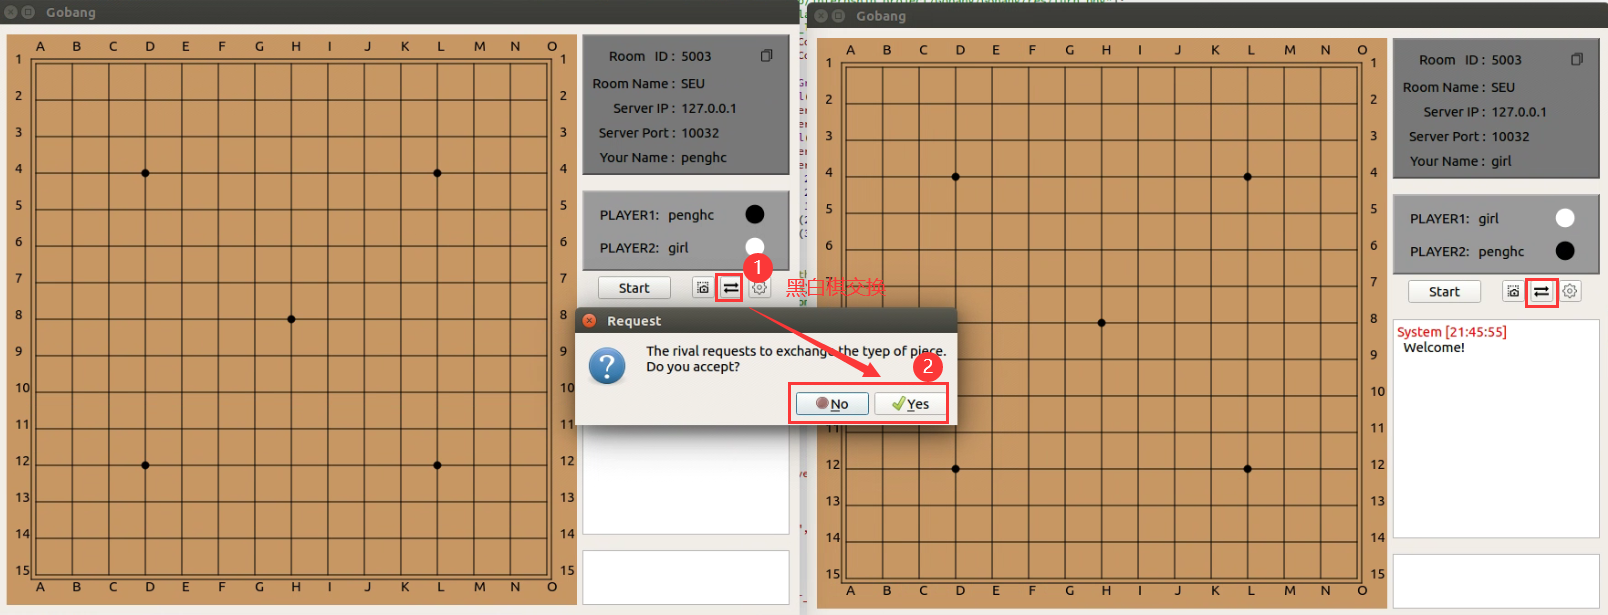 Gobang
A B C D E F G H I J K L M N O
1 1
2 2
3 3
4 4
5 5
6 6
7 7
8 8
9 9
10 10
11 11
12 12
13 13
14 14
15 15
A B C D E F G H I J K L M N O
Room ID : 5003
Room Name : SEU
Server IP : 127.0.0.1
Server Port : 10032
Your Name : penghc
PLAYER1: penghc
PLAYER2: girl
1
Start
黑白棋交换
Request
The rival requests to exchange the tyep of piece.
Do you accept?
2
No
Yes
Gobang
A B C D E F G H I J K L M N O
1 1
2 2
3 3
4 4
5 5
6 6
7 7
8
9
10
11 11
12 12
13 13
14 14
15 15
A B C D E F G H I J K L M N O
Room ID : 5003
Room Name : SEU
Server IP : 127.0.0.1
Server Port : 10032
Your Name : girl
PLAYER1: girl
PLAYER2: penghc
Start
System [21:45:55]
Welcome!